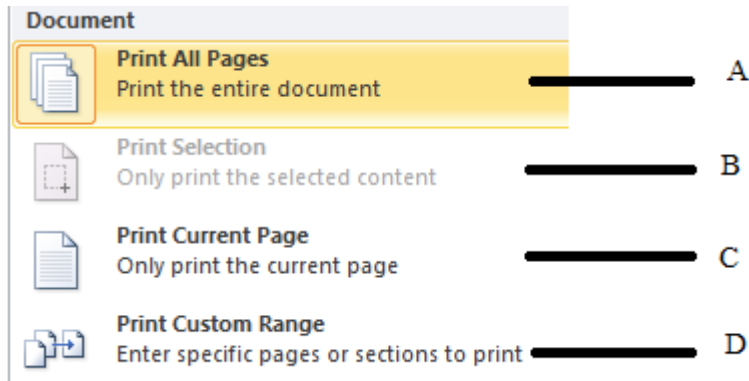 Document
Print All Pages
Print the entire document
A
Print Selection
Only print the selected content
B
Print Current Page
Only print the current page
C
Print Custom Range
Enter specific pages or sections to print
D